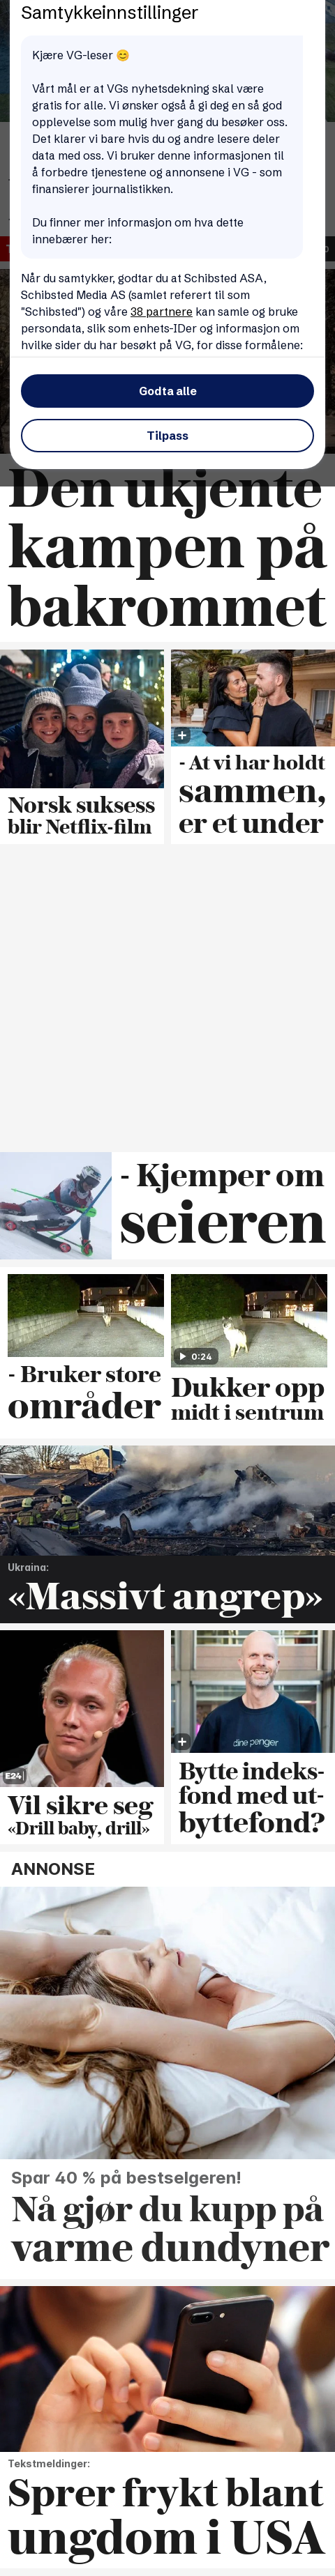 Samtykkeinnstillinger
Kjære VG-leser 😊
Vårt mål er at VGs nyhetsdekning skal være
gratis for alle. Vi ønsker også å gi deg en så god
opplevelse som mulig hver gang du besøker oss.
Det klarer vi bare hvis du og andre lesere deler
data med oss. Vi bruker denne informasjonen til
å forbedre tjenestene og annonsene i VG - som
finansierer journalistikken.
Du finner mer informasjon om hva dette
innebærer her:
Når du samtykker, godtar du at Schibsted ASA,
Schibsted Media AS (samlet referert til som
"Schibsted") og våre 38 partnere kan samle og bruke
persondata, slik som enhets-IDer og informasjon om
hvilke sider du har besøkt på VG, for disse formålene:
Godta alle
Tilpass
Den ukjente
kampen på
bakrommet
Norsk suksess
blir Netflix-film
- At vi har holdt
sammen,
er et under
- Kjemper om
seieren
- Bruker store
områder
0:24
Dukker opp
midt i sentrum
Ukraina:
«Massivt angrep»
E24
Vil sikre seg
«Drill baby, drill»
dine penger
Bytte indeks-
fond med ut-
byttefond?
ANNONSE
Spar 40 % på bestselgeren!
Nå gjør du kupp på
varme dundyner
Tekstmeldinger:
Sprer frykt blant
ungdom i USA